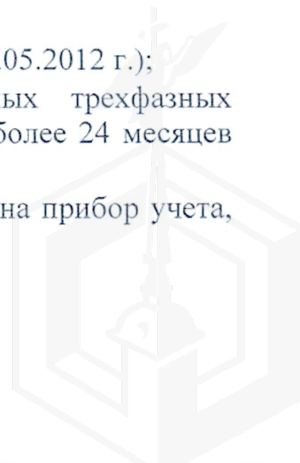 .05.2012 г.);
ых трехфазных
более 24 месяцев
на прибор учета,